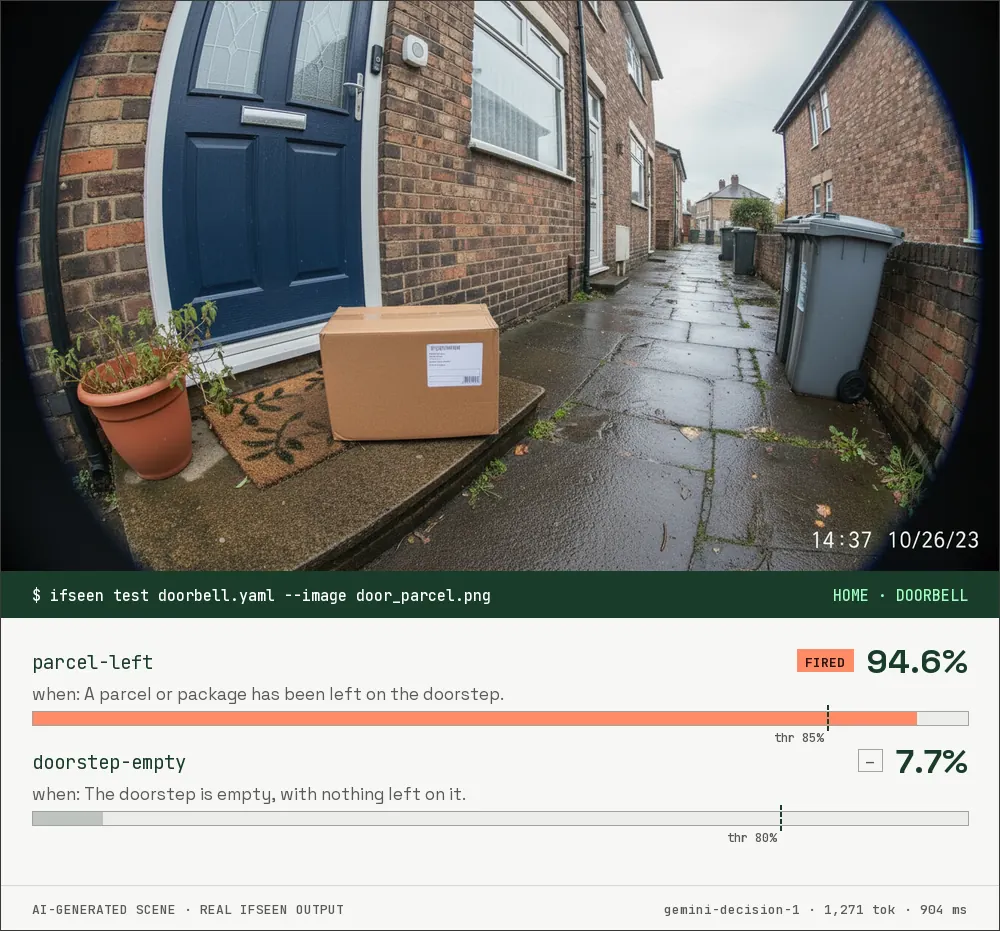 14:37 10/26/23
$ ifseen test doorbell.yaml --image door_parcel.png
HOME · DOORBELL
parcel-left
FIRED 94.6%
when: A parcel or package has been left on the doorstep.
thr 85%
doorstep-empty
– 7.7%
when: The doorstep is empty, with nothing left on it.
thr 80%
AI-GENERATED SCENE · REAL IFSEEN OUTPUT
gemini-decision-1 · 1,271 tok · 904 ms